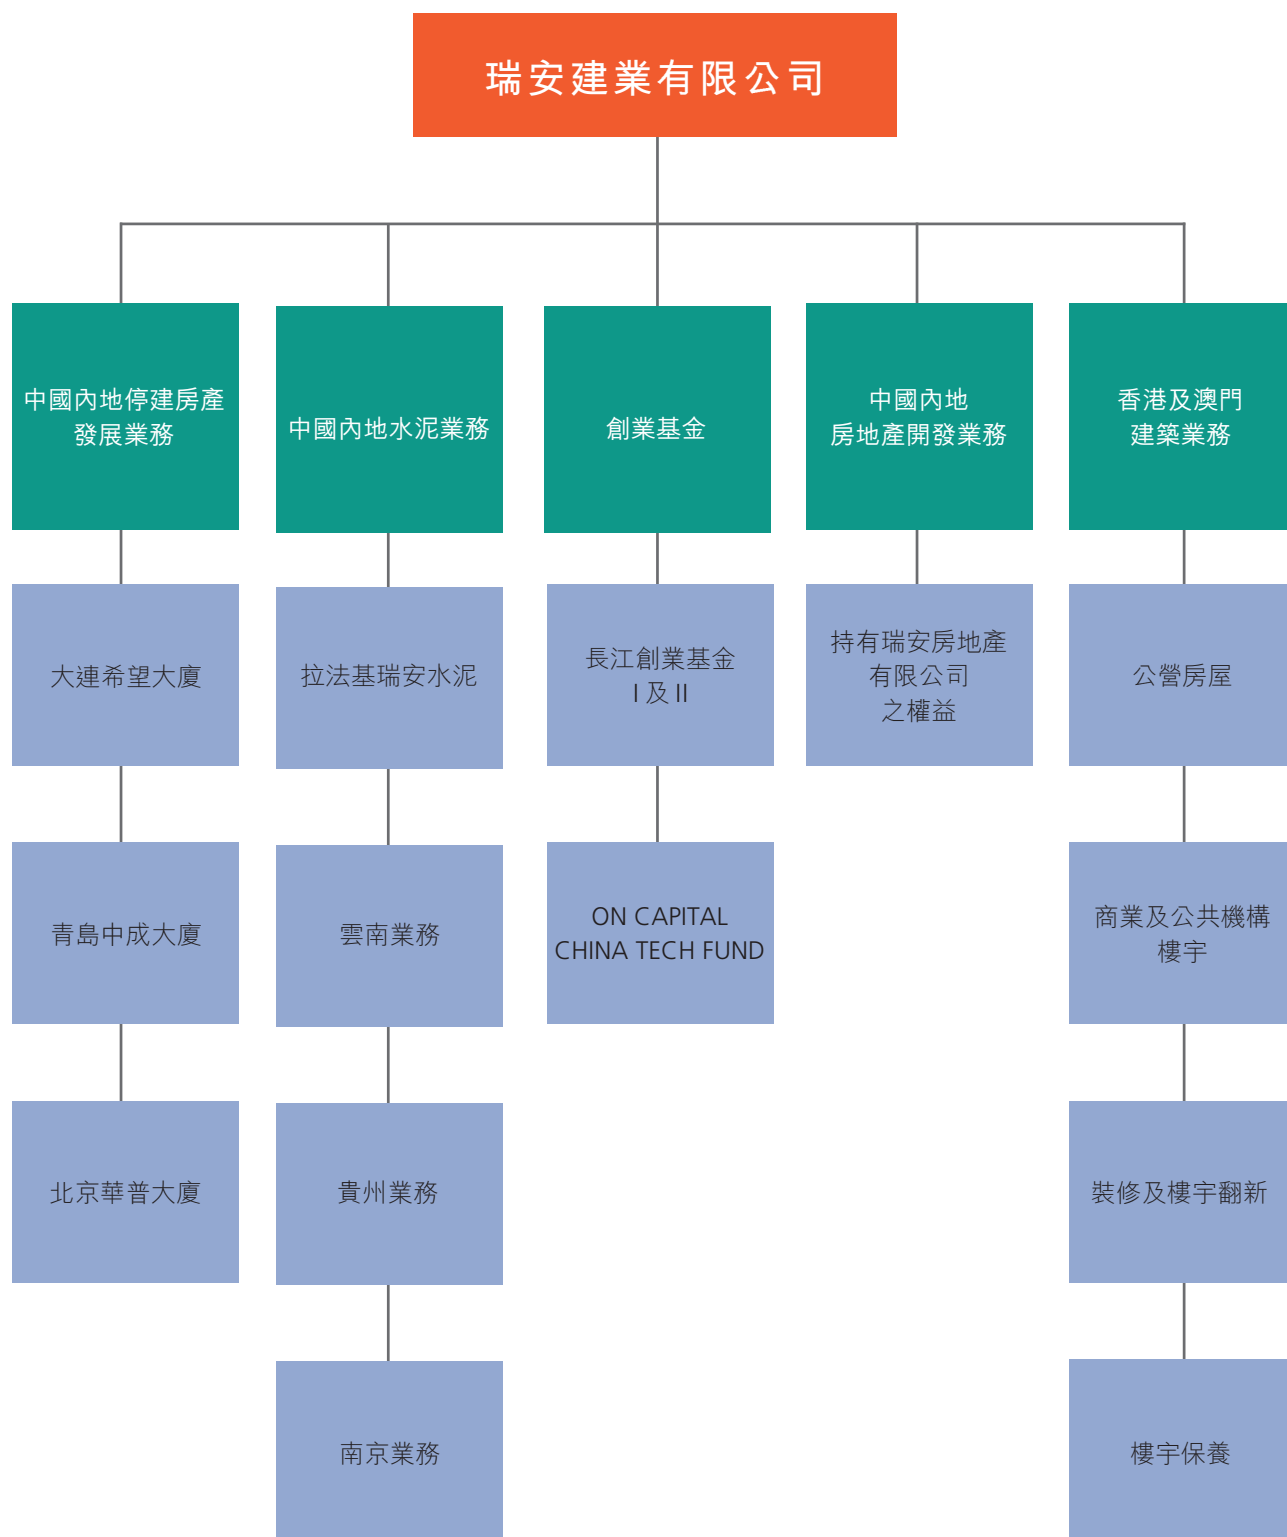 瑞安建業有限公司
中國內地停建房產
發展業務
中國內地水泥業務
創業基金
中國內地
房地產開發業務
香港及澳門
建築業務
大連希望大廈
拉法基瑞安水泥
長江創業基金
I 及 II
持有瑞安房地產
有限公司
之權益
公營房屋
青島中成大廈
雲南業務
ON CAPITAL
CHINA TECH FUND
商業及公共機構
樓宇
北京華普大廈
貴州業務
裝修及樓宇翻新
南京業務
樓宇保養